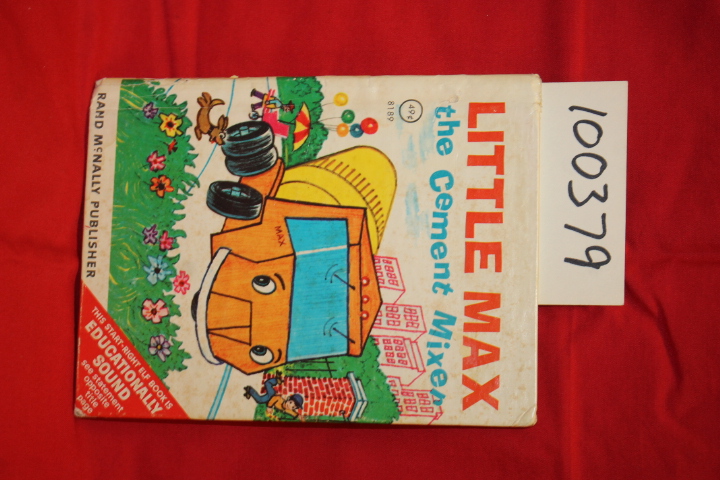 49¢
8189
LITTLE MAX
the Cement Mixer
MAX
THIS START-RIGHT ELF BOOK IS
EDUCATIONALLY
SOUND
see statement
opposite
title
page
RAND McNALLY PUBLISHER
100379